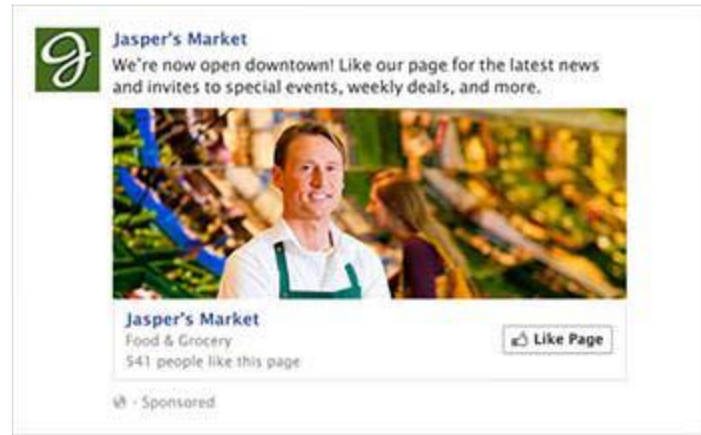 Jasper's Market
We're now open downtown! Like our page for the latest news
and invites to special events, weekly deals, and more.
Jasper's Market
Food & Grocery
541 people like this page
Like Page
· Sponsored